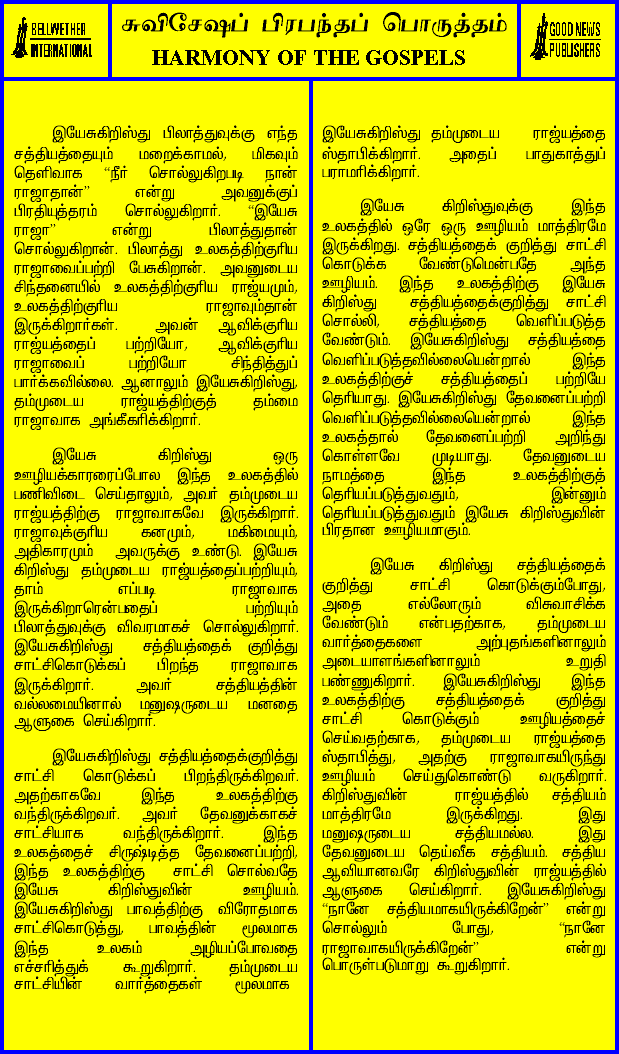 BELLWETHER
INTERNATIONAL
சுவிசேஷப் பிரபந்தப் பொருத்தம்
HARMONY OF THE GOSPELS
GOOD NEWS
PUBLISHERS
இயேசுகிறிஸ்து பிலாத்துவுக்கு எந்த
சத்தியத்தையும் மறைக்காமல், மிகவும்
தெளிவாக “நீர் சொல்லுகிறபடி நான்
ராஜாதான்” என்று அவனுக்குப்
பிரதியுத்தரம் சொல்லுகிறார். “இயேசு
ராஜா” என்று பிலாத்துதான்
சொல்லுகிறான். பிலாத்து உலகத்திற்குரிய
ராஜாவைப்பற்றி பேசுகிறான். அவனுடைய
சிந்தனையில் உலகத்திற்குரிய ராஜ்யமும்,
உலகத்திற்குரிய ராஜாவும்தான்
இருக்கிறார்கள். அவன் ஆவிக்குரிய
ராஜ்யத்தைப் பற்றியோ, ஆவிக்குரிய
ராஜாவைப் பற்றியோ சிந்தித்துப்
பார்க்கவில்லை. ஆனாலும் இயேசுகிறிஸ்து,
தம்முடைய ராஜ்யத்திற்குத் தம்மை
ராஜாவாக அங்கீகரிக்கிறார்.
இயேசு கிறிஸ்து ஒரு
ஊழியக்காரரைப்போல இந்த உலகத்தில்
பணிவிடை செய்தாலும், அவர் தம்முடைய
ராஜ்யத்திற்கு ராஜாவாகவே இருக்கிறார்.
ராஜாவுக்குரிய கனமும், மகிமையும்,
அதிகாரமும் அவருக்கு உண்டு. இயேசு
கிறிஸ்து தம்முடைய ராஜ்யத்தைப்பற்றியும்,
தாம் எப்படி ராஜாவாக
இருக்கிறாரென்பதைப் பற்றியும்
பிலாத்துவுக்கு விவரமாகச் சொல்லுகிறார்.
இயேசுகிறிஸ்து சத்தியத்தைக் குறித்து
சாட்சிகொடுக்கப் பிறந்த ராஜாவாக
இருக்கிறார். அவர் சத்தியத்தின்
வல்லமையினால் மனுஷருடைய மனதை
ஆளுகை செய்கிறார்.
இயேசுகிறிஸ்து சத்தியத்தைக்குறித்து
சாட்சி கொடுக்கப் பிறந்திருக்கிறவர்.
அதற்காகவே இந்த உலகத்திற்கு
வந்திருக்கிறவர். அவர் தேவனுக்காகச்
சாட்சியாக வந்திருக்கிறார். இந்த
உலகத்தைச் சிருஷ்டித்த தேவனைப்பற்றி,
இந்த உலகத்திற்கு சாட்சி சொல்வதே
இயேசு கிறிஸ்துவின் ஊழியம்.
இயேசுகிறிஸ்து பாவத்திற்கு விரோதமாக
சாட்சிகொடுத்து, பாவத்தின் மூலமாக
இந்த உலகம் அழியப்போவதை
எச்சரித்துக் கூறுகிறார். தம்முடைய
சாட்சியின் வார்த்தைகள் மூலமாக
இயேசுகிறிஸ்து தம்முடைய ராஜ்யத்தை
ஸ்தாபிக்கிறார். அதைப் பாதுகாத்துப்
பராமரிக்கிறார்.
இயேசு கிறிஸ்துவுக்கு இந்த
உலகத்தில் ஒரே ஒரு ஊழியம் மாத்திரமே
இருக்கிறது. சத்தியத்தைக் குறித்து சாட்சி
கொடுக்க வேண்டுமென்பதே அந்த
ஊழியம். இந்த உலகத்திற்கு இயேசு
கிறிஸ்து சத்தியத்தைக்குறித்து சாட்சி
சொல்லி, சத்தியத்தை வெளிப்படுத்த
வேண்டும். இயேசுகிறிஸ்து சத்தியத்தை
வெளிப்படுத்தவில்லையென்றால் இந்த
உலகத்திற்குச் சத்தியத்தைப் பற்றியே
தெரியாது. இயேசுகிறிஸ்து தேவனைப்பற்றி
வெளிப்படுத்தவில்லையென்றால் இந்த
உலகத்தால் தேவனைப்பற்றி அறிந்து
கொள்ளவே முடியாது. தேவனுடைய
நாமத்தை இந்த உலகத்திற்குத்
தெரியப்படுத்துவதும், இன்னும்
தெரியப்படுத்துவதும் இயேசு கிறிஸ்துவின்
பிரதான ஊழியமாகும்.
இயேசு கிறிஸ்து சத்தியத்தைக்
குறித்து சாட்சி கொடுக்கும்போது,
அதை எல்லோரும் விசுவாசிக்க
வேண்டும் என்பதற்காக, தம்முடைய
வார்த்தைகளை அற்புதங்களினாலும்
அடையாளங்களினாலும் உறுதி
பண்ணுகிறார். இயேசுகிறிஸ்து இந்த
உலகத்திற்கு சத்தியத்தைக் குறித்து
சாட்சி கொடுக்கும் ஊழியத்தைச்
செய்வதற்காக, தம்முடைய ராஜ்யத்தை
ஸ்தாபித்து, அதற்கு ராஜாவாகயிருந்து
ஊழியம் செய்துகொண்டு வருகிறார்.
கிறிஸ்துவின் ராஜ்யத்தில் சத்தியம்
மாத்திரமே இருக்கிறது. இது
மனுஷருடைய சத்தியமல்ல. இது
தேவனுடைய தெய்வீக சத்தியம். சத்திய
ஆவியானவரே கிறிஸ்துவின் ராஜ்யத்தில்
ஆளுகை செய்கிறார். இயேசுகிறிஸ்து
“நானே சத்தியமாகயிருக்கிறேன்” என்று
சொல்லும் போது, “நானே
ராஜாவாகயிருக்கிறேன்” என்று
பொருள்படுமாறு கூறுகிறார்.